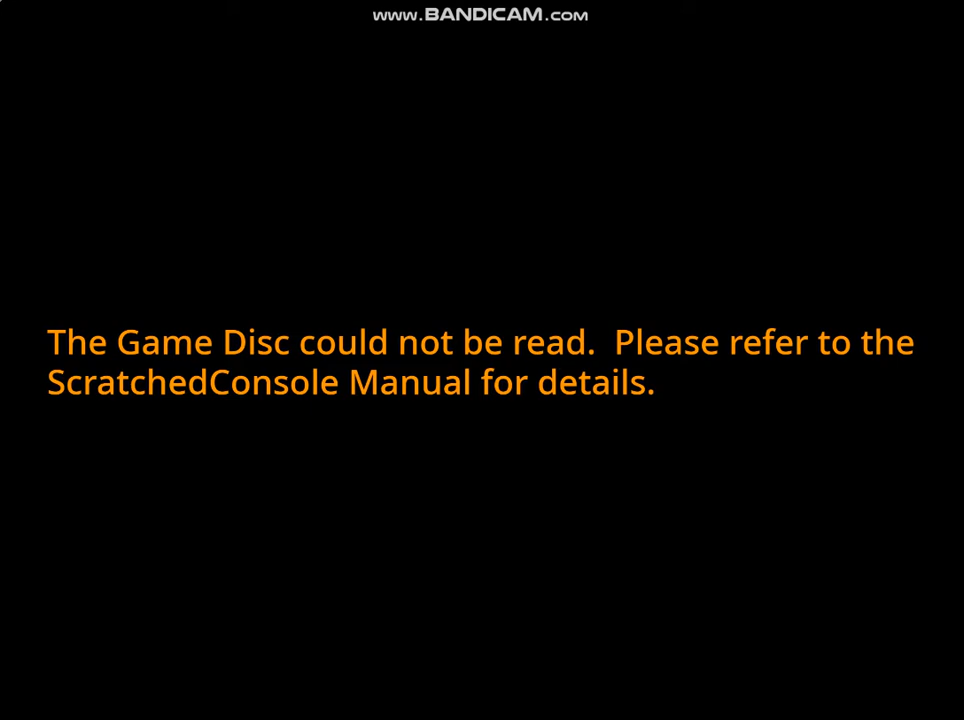 www.BANDICAM.com
The Game Disc could not be read.  Please refer to the
ScratchedConsole Manual for details.